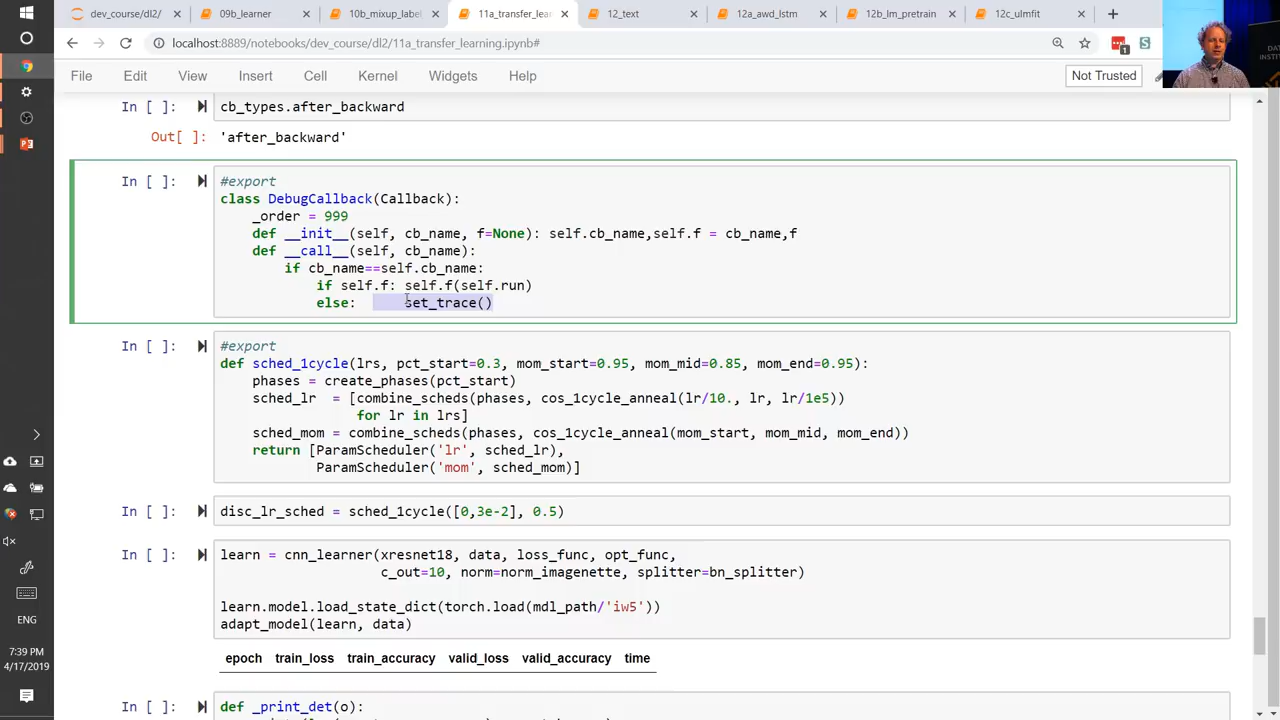 dev_course/dl2/
09b_learner
10b_mixup_label
11a_transfer_lea
12_text
12a_awd_lstm
12b_lm_pretrain
12c_ulmfit
localhost:8889/notebooks/dev_course/dl2/11a_transfer_learning.ipynb#
1
File Edit View Insert Cell Kernel Widgets Help
Not Trusted
In [ ]: cb_types.after_backward
Out[ ]: 'after_backward'
In [ ]: #export
class DebugCallback(Callback):
_order = 999
def __init__(self, cb_name, f=None): self.cb_name,self.f = cb_name,f
def __call__(self, cb_name):
if cb_name==self.cb_name:
if self.f: self.f(self.run)
else: set_trace()
In [ ]: #export
def sched_1cycle(lrs, pct_start=0.3, mom_start=0.95, mom_mid=0.85, mom_end=0.95):
phases = create_phases(pct_start)
sched_lr = [combine_scheds(phases, cos_1cycle_anneal(lr/10., lr, lr/1e5))
for lr in lrs]
sched_mom = combine_scheds(phases, cos_1cycle_anneal(mom_start, mom_mid, mom_end))
return [ParamScheduler('lr', sched_lr),
ParamScheduler('mom', sched_mom)]
In [ ]: disc_lr_sched = sched_1cycle([0,3e-2], 0.5)
In [ ]: learn = cnn_learner(xresnet18, data, loss_func, opt_func,
c_out=10, norm=norm_imagenette, splitter=bn_splitter)
learn.model.load_state_dict(torch.load(mdl_path/'iw5'))
adapt_model(learn, data)
epoch train_loss train_accuracy valid_loss valid_accuracy time
In [ ]: def _print_det(o):
ENG
7:39 PM
4/17/2019